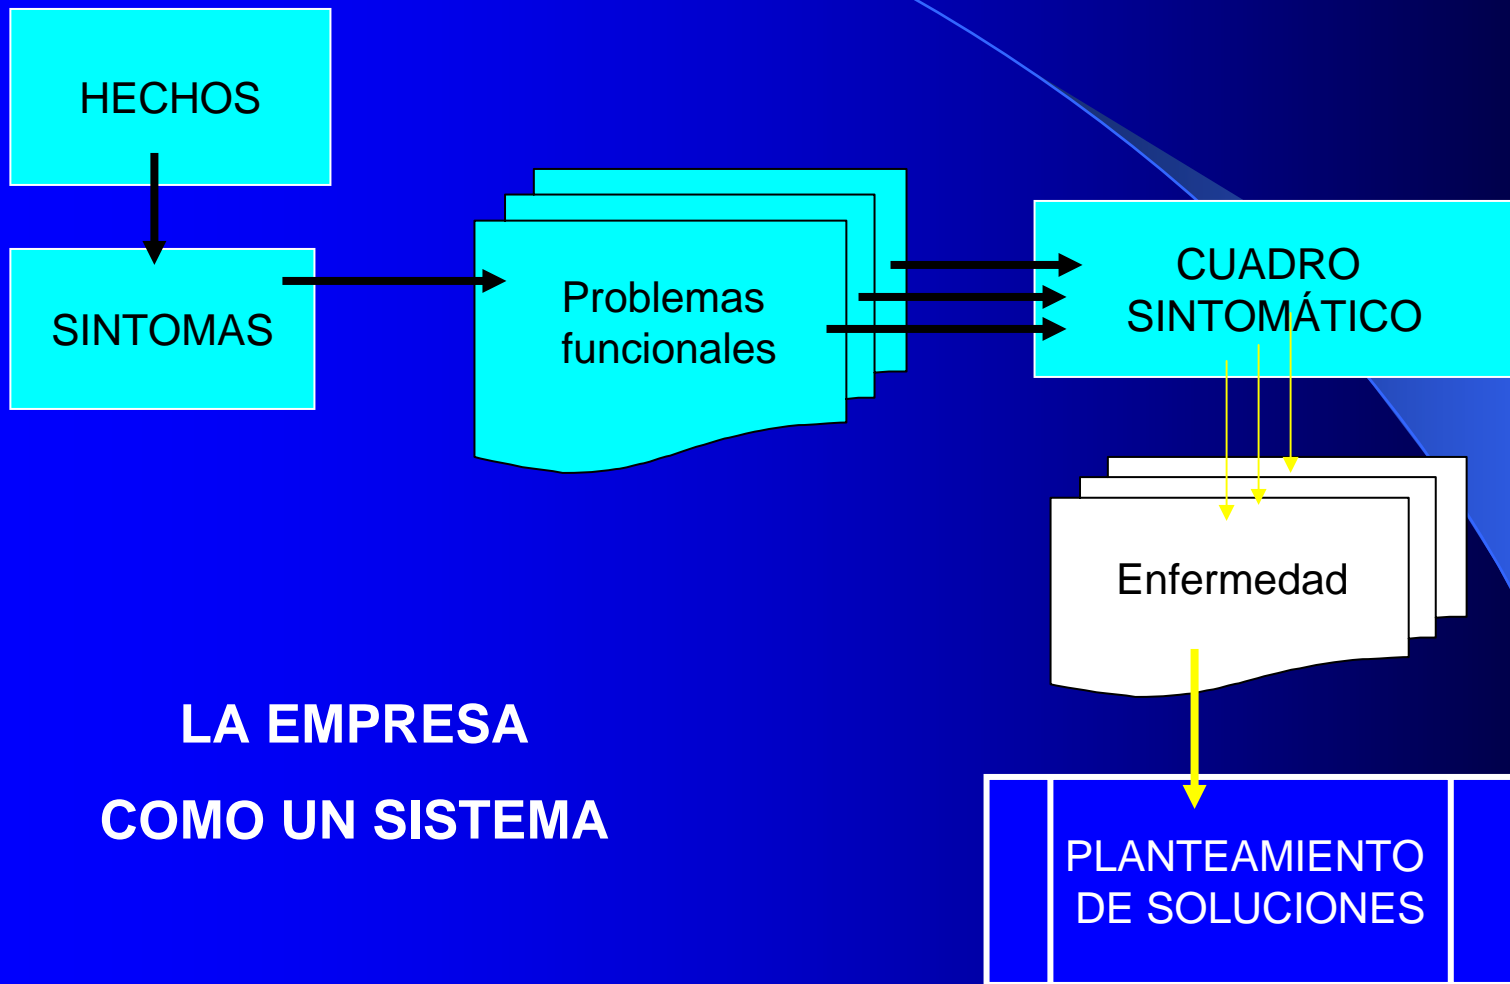 HECHOS
SINTOMAS
Problemas
funcionales
CUADRO
SINTOMÁTICO
Enfermedad
LA EMPRESA
COMO UN SISTEMA
PLANTEAMIENTO
DE SOLUCIONES